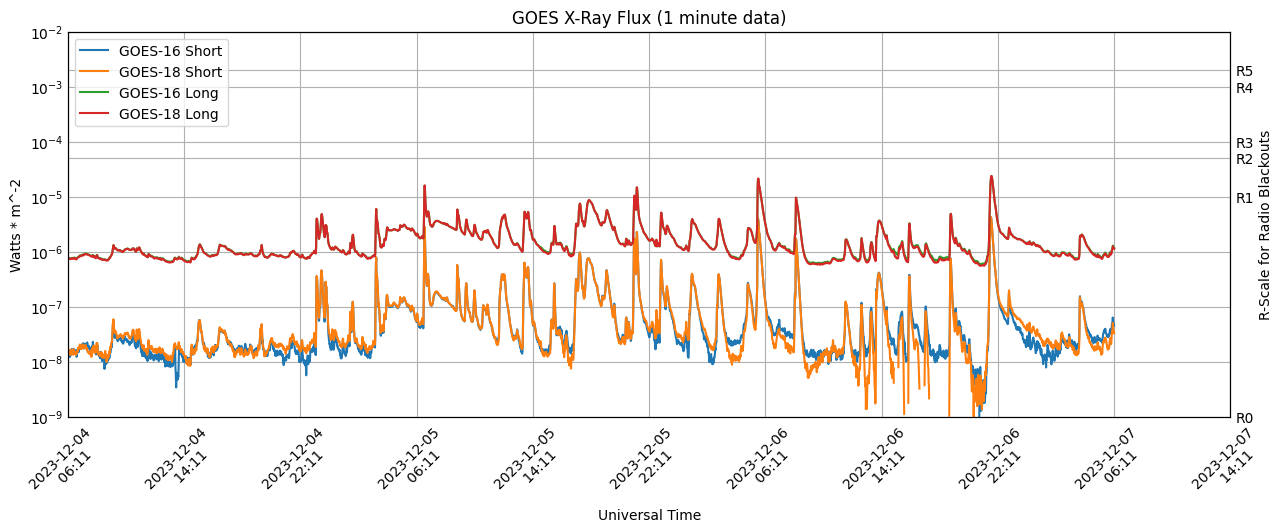 GOES X-Ray Flux (1 minute data)
GOES-16 Short
GOES-18 Short
GOES-16 Long
GOES-18 Long
10⁻²
10⁻³
10⁻⁴
10⁻⁵
10⁻⁶
10⁻⁷
10⁻⁸
10⁻⁹
Watts * m^-2
R5
R4
R3
R2
R1
R0
R-Scale for Radio Blackouts
2023-12-04
06:11
2023-12-04
14:11
2023-12-04
22:11
2023-12-05
06:11
2023-12-05
14:11
2023-12-05
22:11
2023-12-06
06:11
2023-12-06
14:11
2023-12-06
22:11
2023-12-07
06:11
2023-12-07
14:11
Universal Time